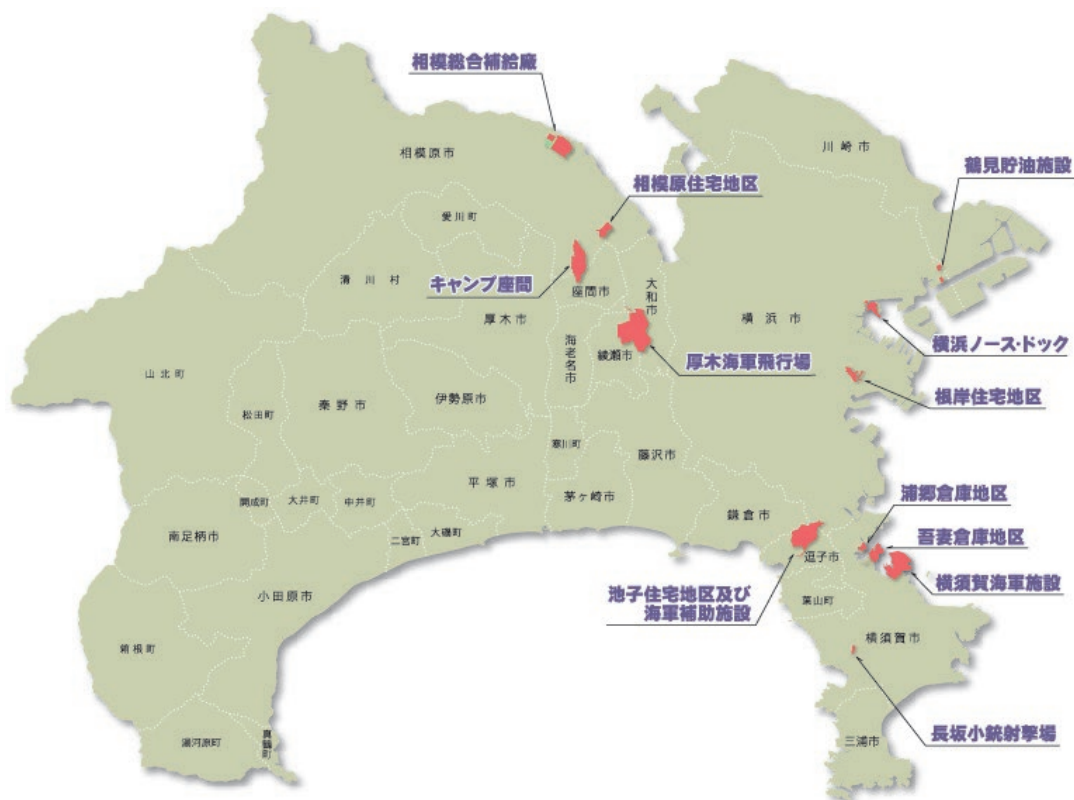 相模総合補給廠
川崎市
相模原市
鶴見貯油施設
相模原住宅地区
愛川町
清川村
キャンプ座間
座間市
大和市
厚木市
横浜市
海老名市
綾瀬市
厚木海軍飛行場
横浜ノース・ドック
山北町
根岸住宅地区
秦野市
伊勢原市
松田町
寒川町
藤沢市
平塚市
茅ヶ崎市
開成町
大井町
中井町
鎌倉市
浦郷倉庫地区
南足柄市
二宮町
大磯町
吾妻倉庫地区
逗子市
横須賀海軍施設
池子住宅地区及び
海軍補助施設
小田原市
葉山町
箱根町
横須賀市
長坂小銃射撃場
湯河原町
真鶴町
三浦市